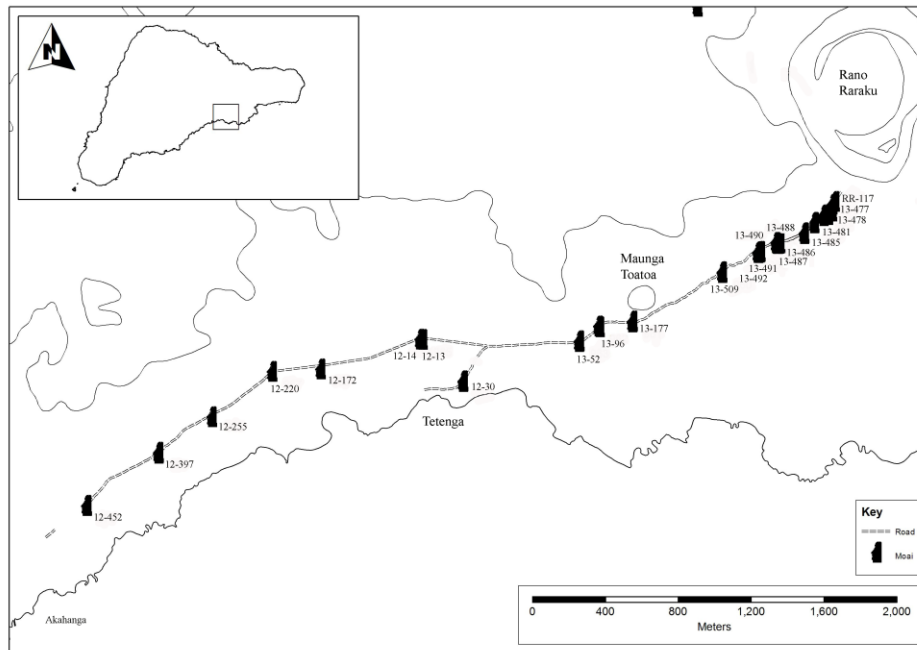 N
Rano
Raraku
RR-117
13-477
13-478
13-481
13-485
13-488
13-490
13-486
13-487
13-491
13-492
13-509
Maunga
Toatoa
13-177
13-96
13-52
12-14
12-13
12-172
12-220
12-30
Tetenga
12-255
12-397
12-452
Akahanga
Key
Road
Moai
0 400 800 1,200 1,600 2,000
Meters